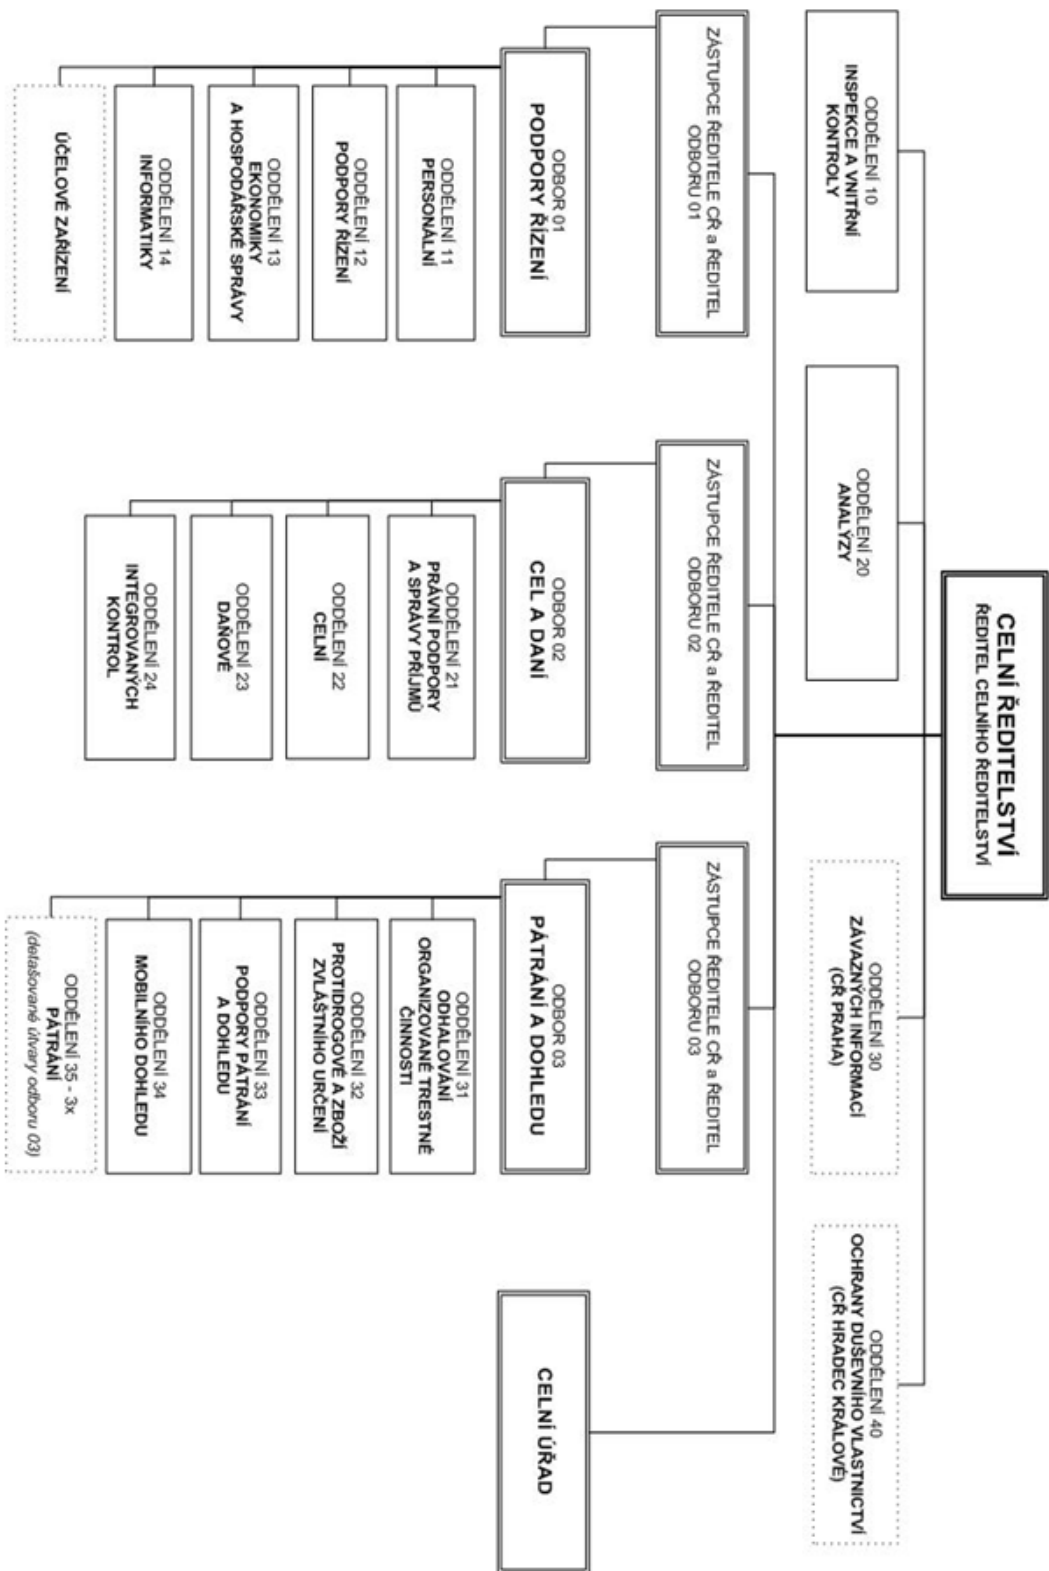 CELNÍ ŘEDITELSTVÍ
ŘEDITEL CELNÍHO ŘEDITELSTVÍ
ODDĚLENÍ 10
INSPEKCE A VNITŘNÍ
KONTROLY
ODDĚLENÍ 20
ANALÝZY
ODDĚLENÍ 30
ZÁVAZNÝCH INFORMACÍ
(CŘ PRAHA)
ODDĚLENÍ 40
OCHRANY DUŠEVNÍHO VLASTNICTVÍ
(CŘ HRADEC KRÁLOVÉ)
ZÁSTUPCE ŘEDITELE CŘ a ŘEDITEL
ODBORU 01
ODBOR 01
PODPORY ŘÍZENÍ
ODDĚLENÍ 11
PERSONÁLNÍ
ODDĚLENÍ 12
PODPORY ŘÍZENÍ
ODDĚLENÍ 13
EKONOMIKY
A HOSPODÁŘSKÉ SPRÁVY
ODDĚLENÍ 14
INFORMATIKY
ÚČELOVÉ ZAŘÍZENÍ
ZÁSTUPCE ŘEDITELE CŘ a ŘEDITEL
ODBORU 02
ODBOR 02
CEL A DANÍ
ODDĚLENÍ 21
PRÁVNÍ PODPORY
A SPRÁVY PŘÍJMŮ
ODDĚLENÍ 22
CELNÍ
ODDĚLENÍ 23
DAŇOVÉ
ODDĚLENÍ 24
INTEGROVANÝCH
KONTROL
ZÁSTUPCE ŘEDITELE CŘ a ŘEDITEL
ODBORU 03
ODBOR 03
PÁTRÁNÍ A DOHLEDU
ODDĚLENÍ 31
ODHALOVÁNÍ
ORGANIZOVANÉ TRESTNÉ
ČINNOSTI
ODDĚLENÍ 32
PROTIDROGOVÉ A ZBOŽÍ
ZVLÁŠTNÍHO URČENÍ
ODDĚLENÍ 33
PODPORY PÁTRÁNÍ
A DOHLEDU
ODDĚLENÍ 34
MOBILNÍHO DOHLEDU
ODDĚLENÍ 35 - 3x
PÁTRÁNÍ
(detašované útvary odboru 03)
CELNÍ ÚŘAD